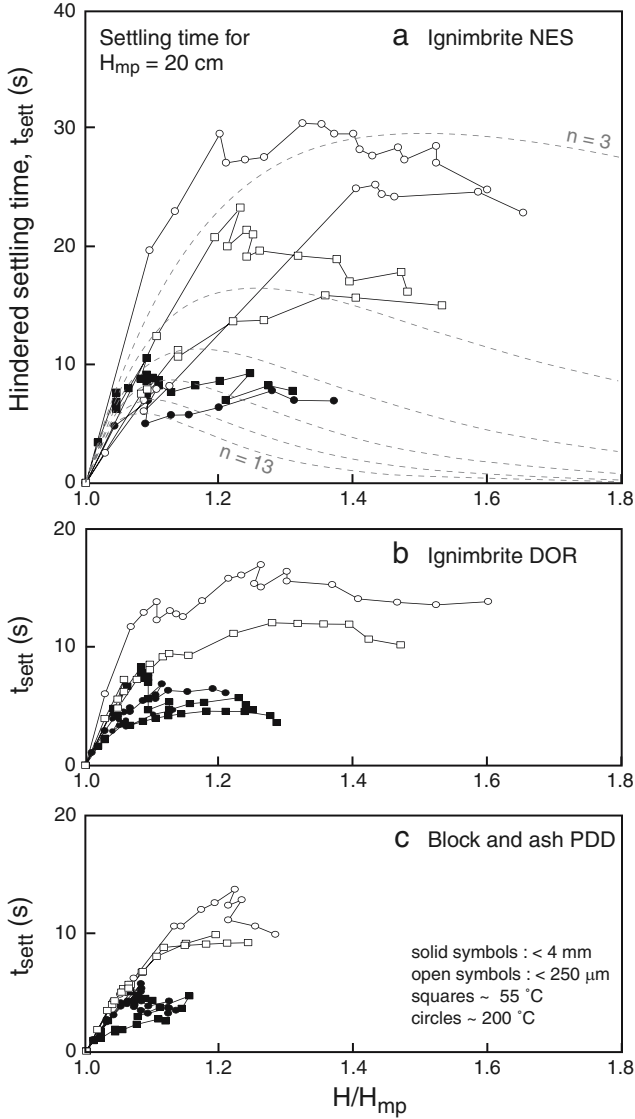 40
30
20
10
0
Hindered settling time, t_sett (s)
Settling time for
H_mp = 20 cm
a Ignimbrite NES
n = 3
n = 13
1.0 1.2 1.4 1.6 1.8
20
10
0
t_sett (s)
b Ignimbrite DOR
1.0 1.2 1.4 1.6 1.8
20
10
0
t_sett (s)
c Block and ash PDD
solid symbols : < 4 mm
open symbols : < 250 μm
squares ~ 55 ˚C
circles ~ 200 ˚C
1.0 1.2 1.4 1.6 1.8
H/H_mp